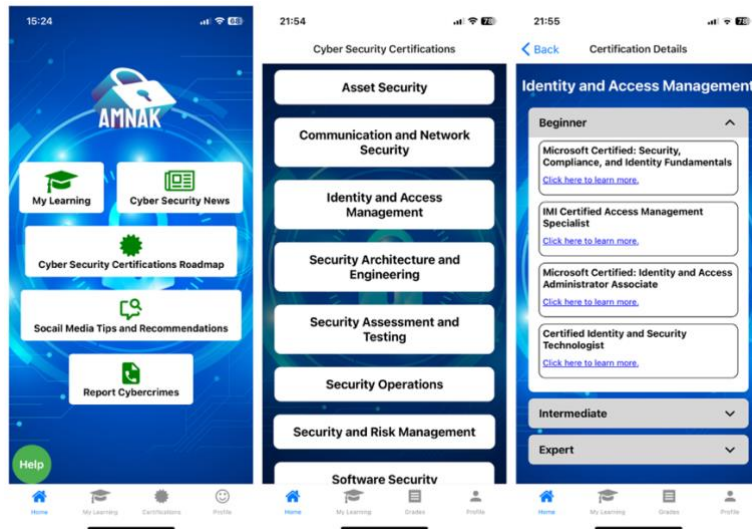 15:24
AMNAK
My Learning
Cyber Security News
Cyber Security Certifications Roadmap
Socail Media Tips and Recommendations
Report Cybercrimes
Help
Home
My Learning
Certifications
Profile
21:54
78
Cyber Security Certifications
Asset Security
Communication and Network
Security
Identity and Access
Management
Security Architecture and
Engineering
Security Assessment and
Testing
Security Operations
Security and Risk Management
Software Security
Home
My Learning
Grades
Profile
21:55
78
Back
Certification Details
Identity and Access Management
Beginner
Microsoft Certified: Security,
Compliance, and Identity Fundamentals
Click here to learn more.
IMI Certified Access Management
Specialist
Click here to learn more.
Microsoft Certified: Identity and Access
Administrator Associate
Click here to learn more.
Certified Identity and Security
Technologist
Click here to learn more.
Intermediate
Expert
Home
My Learning
Grades
Profile